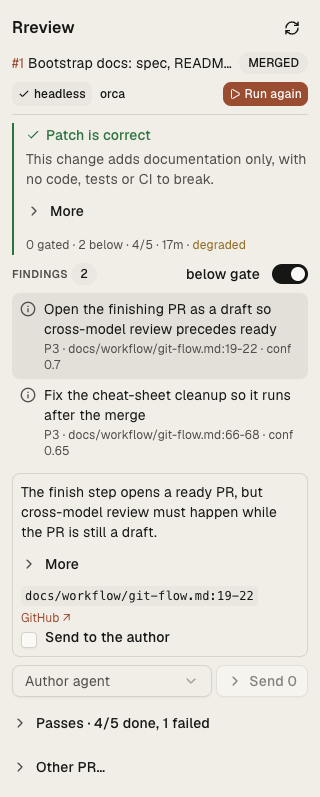 Rreview
#1 Bootstrap docs: spec, READM... MERGED
headless orca Run again
Patch is correct
This change adds documentation only, with
no code, tests or CI to break.
More
0 gated · 2 below · 4/5 · 17m · degraded
FINDINGS 2 below gate
Open the finishing PR as a draft so
cross-model review precedes ready
P3 · docs/workflow/git-flow.md:19-22 · conf
0.7
Fix the cheat-sheet cleanup so it runs
after the merge
P3 · docs/workflow/git-flow.md:66-68 · conf
0.65
The finish step opens a ready PR, but
cross-model review must happen while
the PR is still a draft.
More
docs/workflow/git-flow.md:19-22
GitHub ↗
Send to the author
Author agent Send 0
Passes · 4/5 done, 1 failed
Other PR...